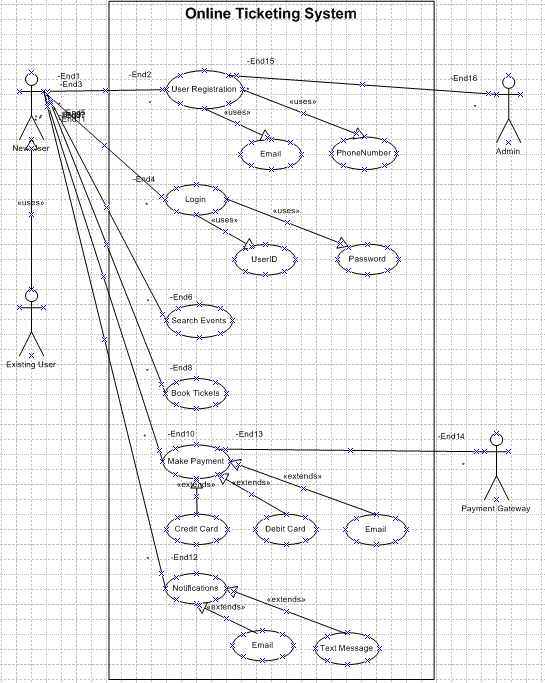 Online Ticketing System
-End1
-End2
-End15
-End3
-End16
User Registration
«uses»
«uses»
New User
Email
PhoneNumber
Admin
-End4
Login
«uses»
«uses»
«uses»
UserID
Password
-End6
Search Events
Existing User
-End8
Book Tickets
-End10
-End13
-End14
Make Payment
«extends»
«extends»
«extends»
Payment Gateway
Credit Card
Debit Card
Email
-End12
Notifications
«extends»
«extends»
Email
Text Message